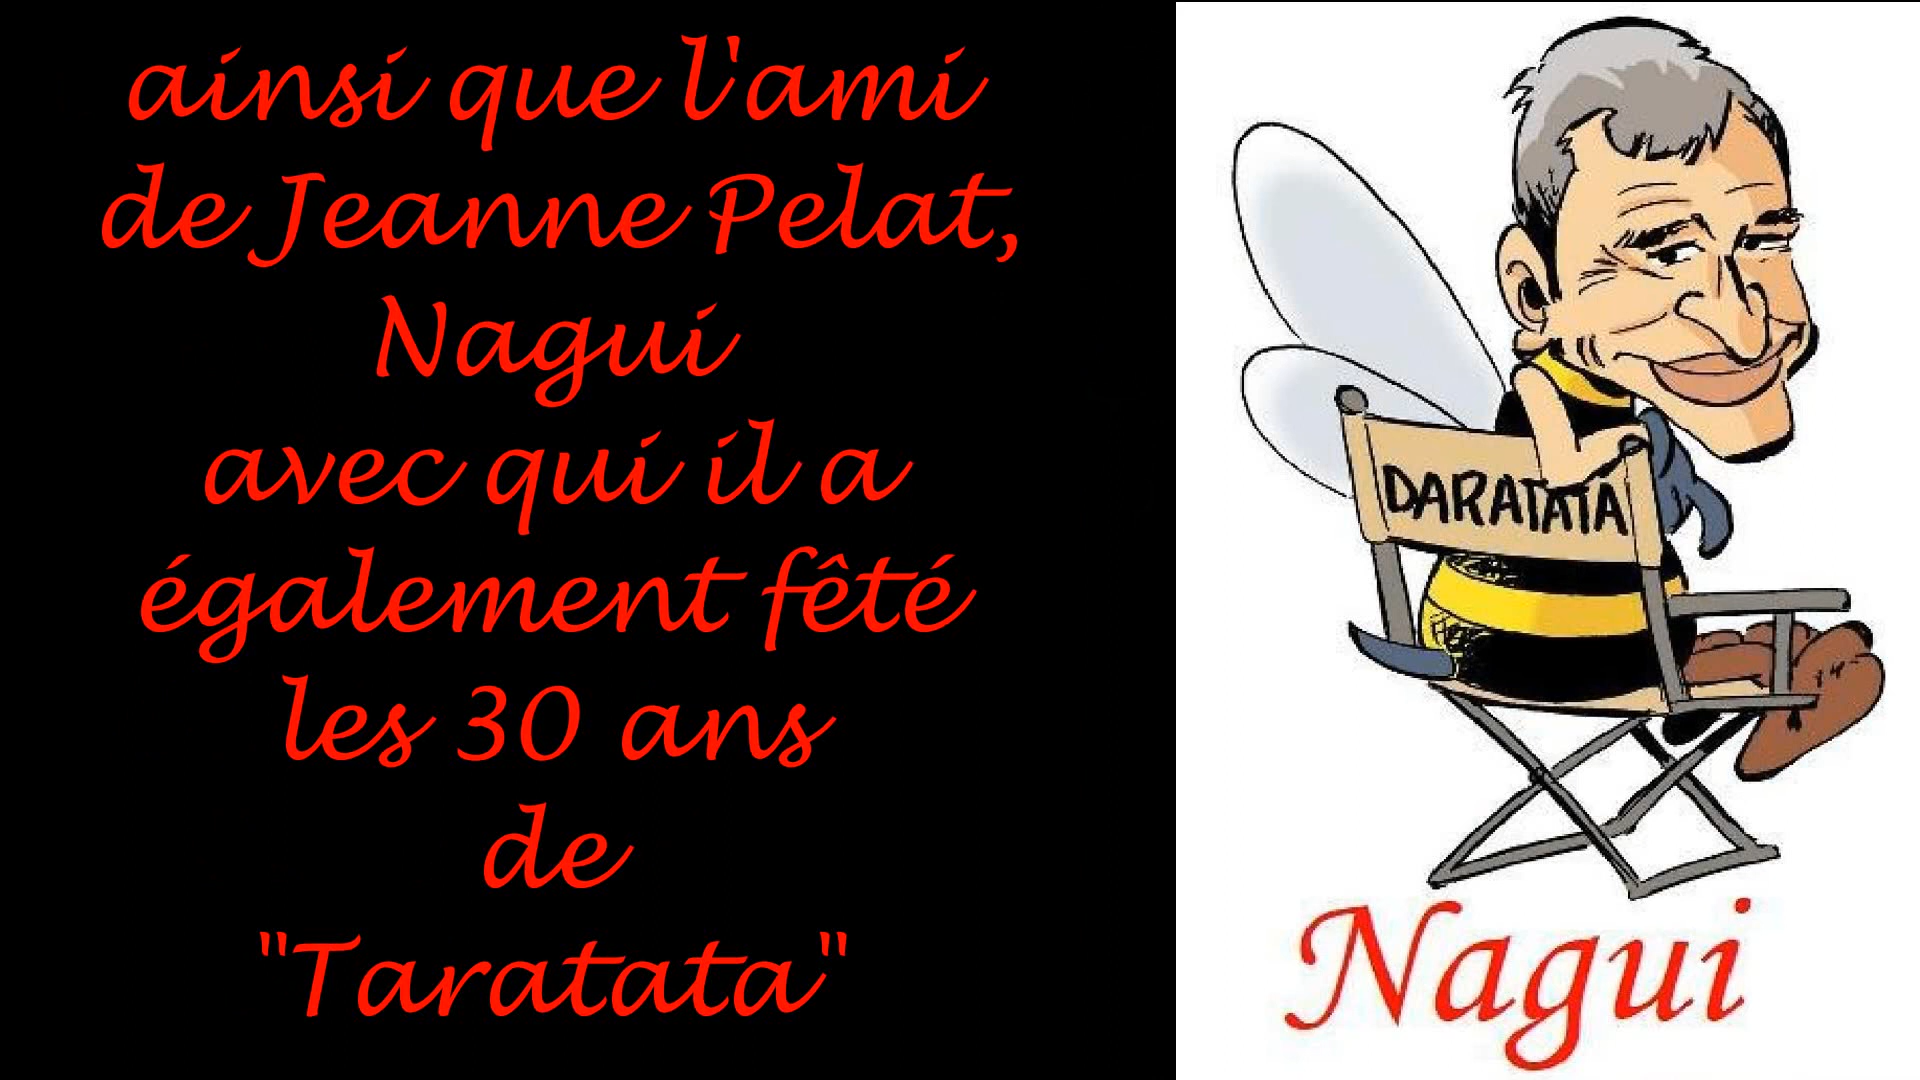 ainsi que l'ami
de Jeanne Pelat,
Nagui
avec qui il a
également fêté
les 30 ans
de
"Taratata"
DARATATA
Nagui